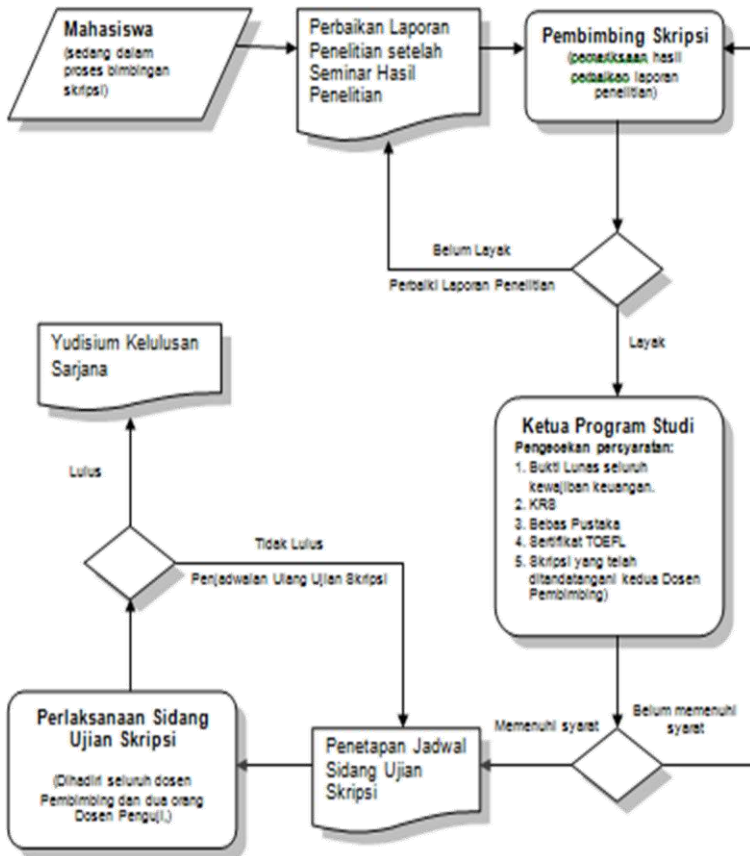 Mahasiswa
(sedang dalam
proses bimbingan
skripsi)
Perbaikan Laporan
Penelitian setelah
Seminar Hasil
Penelitian
Pembimbing Skripsi
(pemeriksaan hasil
perbaikan laporan
penelitian)
Belum Layak
Perbaiki Laporan Penelitian
Layak
Ketua Program Studi
Pengecekan persyaratan:
1. Bukti Lunas seluruh
kewajiban keuangan.
2. KRS
3. Bebas Pustaka
4. Sertifikat TOEFL
5. Skripsi yang telah
ditandatangani kedua Dosen
Pembimbing)
Belum memenuhi
syarat
Memenuhi syarat
Penetapan Jadwal
Sidang Ujian
Skripsi
Perlaksanaan Sidang
Ujian Skripsi
(Dihadiri seluruh dosen
Pembimbing dan dua orang
Dosen Penguji,)
Tidak Lulus
Penjadwalan Ulang Ujian Skripsi
Lulus
Yudisium Kelulusan
Sarjana